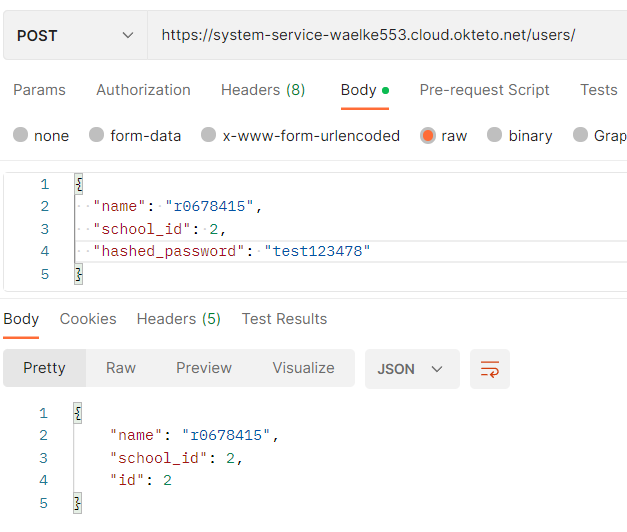 POST https://system-service-waelke553.cloud.okteto.net/users/
Params Authorization Headers (8) Body Pre-request Script Tests
none form-data x-www-form-urlencoded raw binary Grap
1 {
2 "name": "r0678415",
3 "school_id": 2,
4 "hashed_password": "test123478"
5 }
Body Cookies Headers (5) Test Results
Pretty Raw Preview Visualize JSON
1 {
2 "name": "r0678415",
3 "school_id": 2,
4 "id": 2
5 }